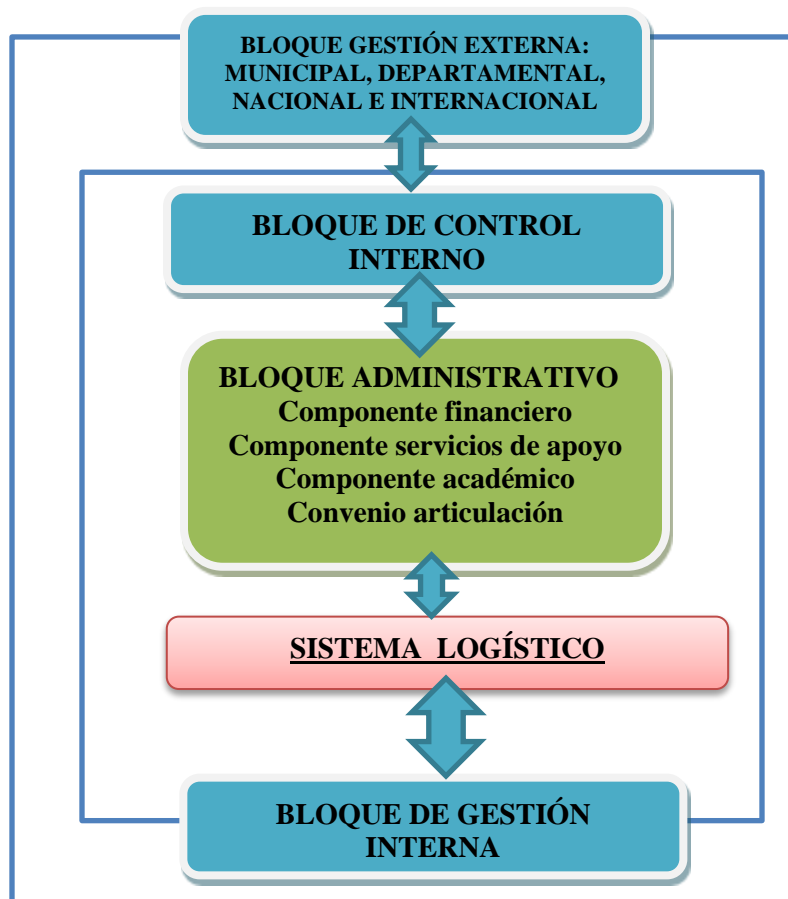 BLOQUE GESTIÓN EXTERNA:
MUNICIPAL, DEPARTAMENTAL,
NACIONAL E INTERNACIONAL
BLOQUE DE CONTROL
INTERNO
BLOQUE ADMINISTRATIVO
Componente financiero
Componente servicios de apoyo
Componente académico
Convenio articulación
SISTEMA LOGÍSTICO
BLOQUE DE GESTIÓN
INTERNA